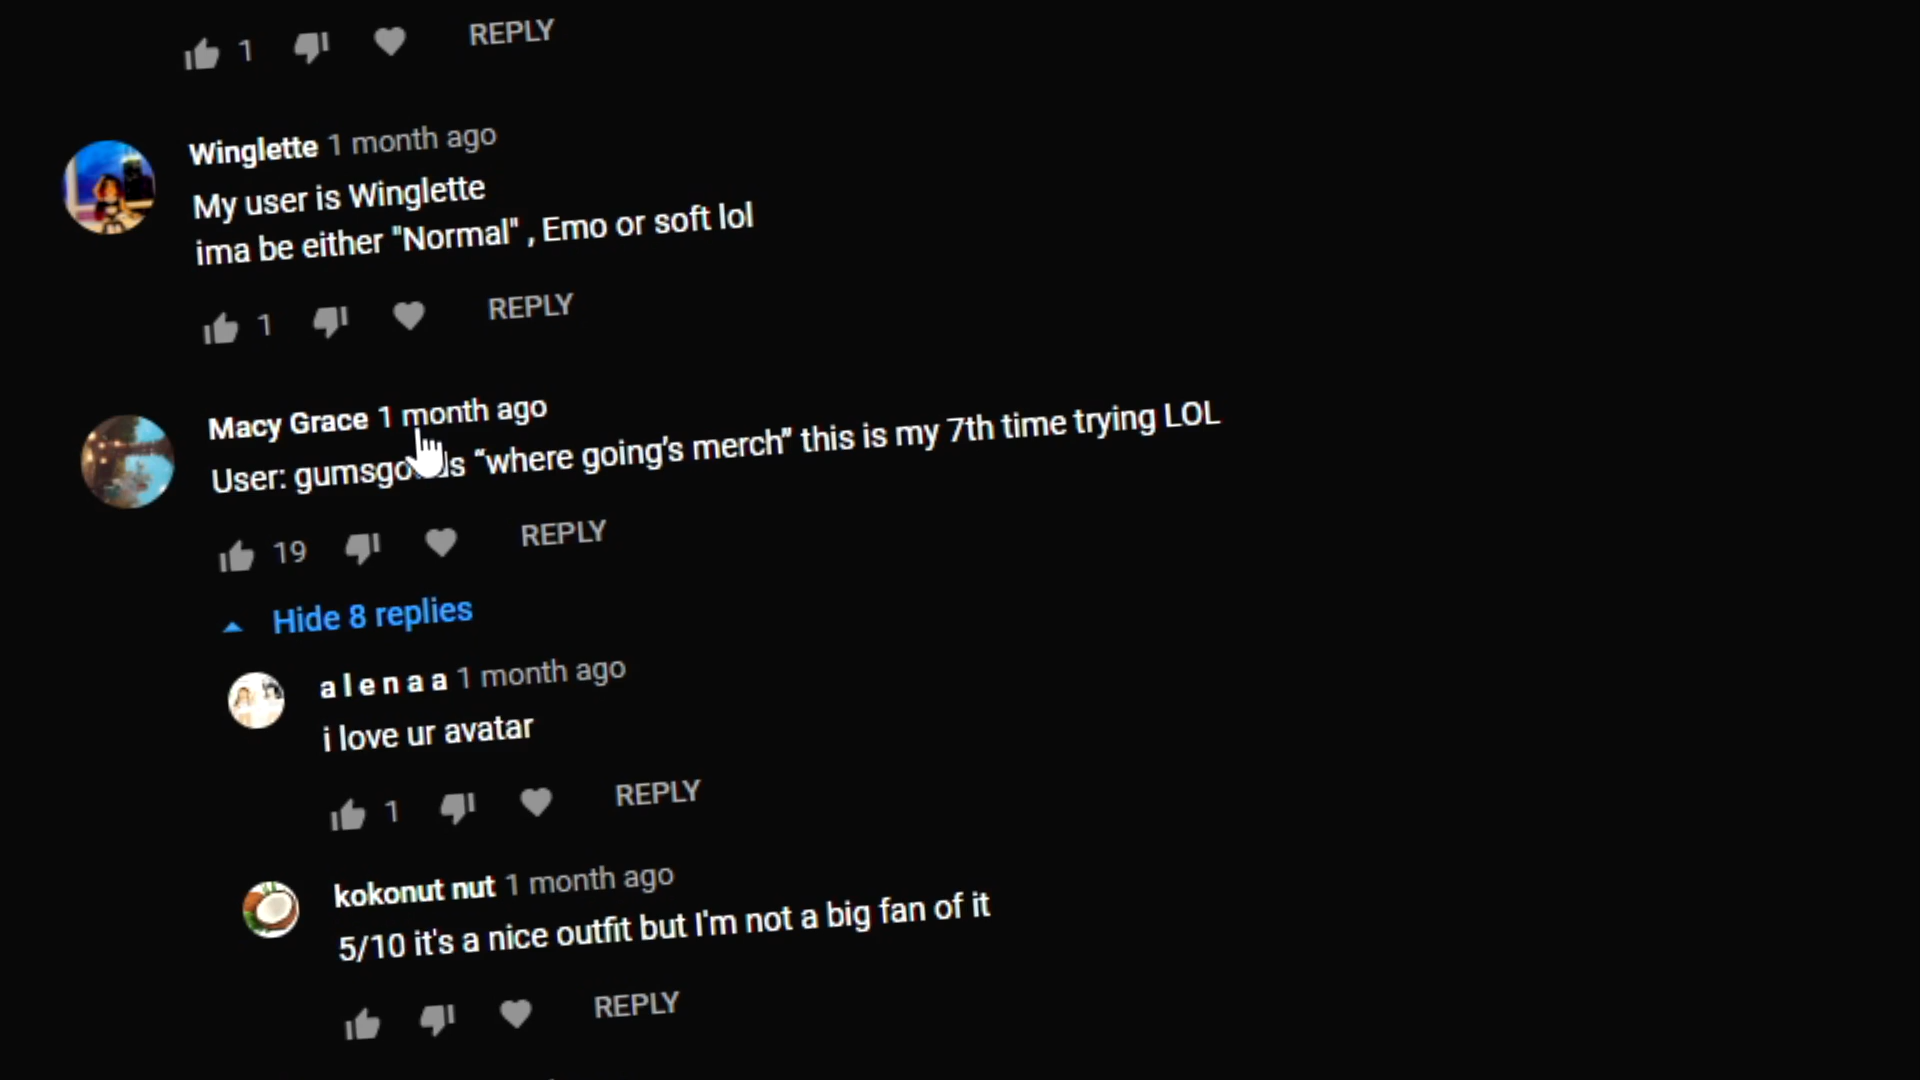 1 REPLY
Winglette 1 month ago
My user is Winglette
ima be either "Normal" , Emo or soft lol
1 REPLY
Macy Grace 1 month ago
User: “where going’s merch” this is my 7th time trying LOL
19 REPLY
Hide 8 replies
a l e n a a 1 month ago
i love ur avatar
1 REPLY
kokonut nut 1 month ago
5/10 it's a nice outfit but I'm not a big fan of it
REPLY